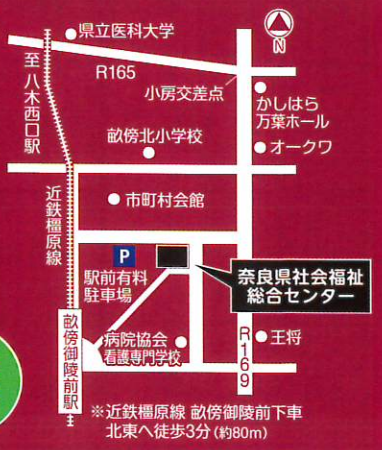 県立医科大学
N
至 八木西口駅
R165
小房交差点
かしはら
万葉ホール
畝傍北小学校
オークワ
近鉄橿原線
市町村会館
P
駅前有料
駐車場
奈良県社会福祉
総合センター
畝傍御陵前駅
病院協会
看護専門学校
R169
王将
※近鉄橿原線 畝傍御陵前下車
北東へ徒歩3分(約80m)